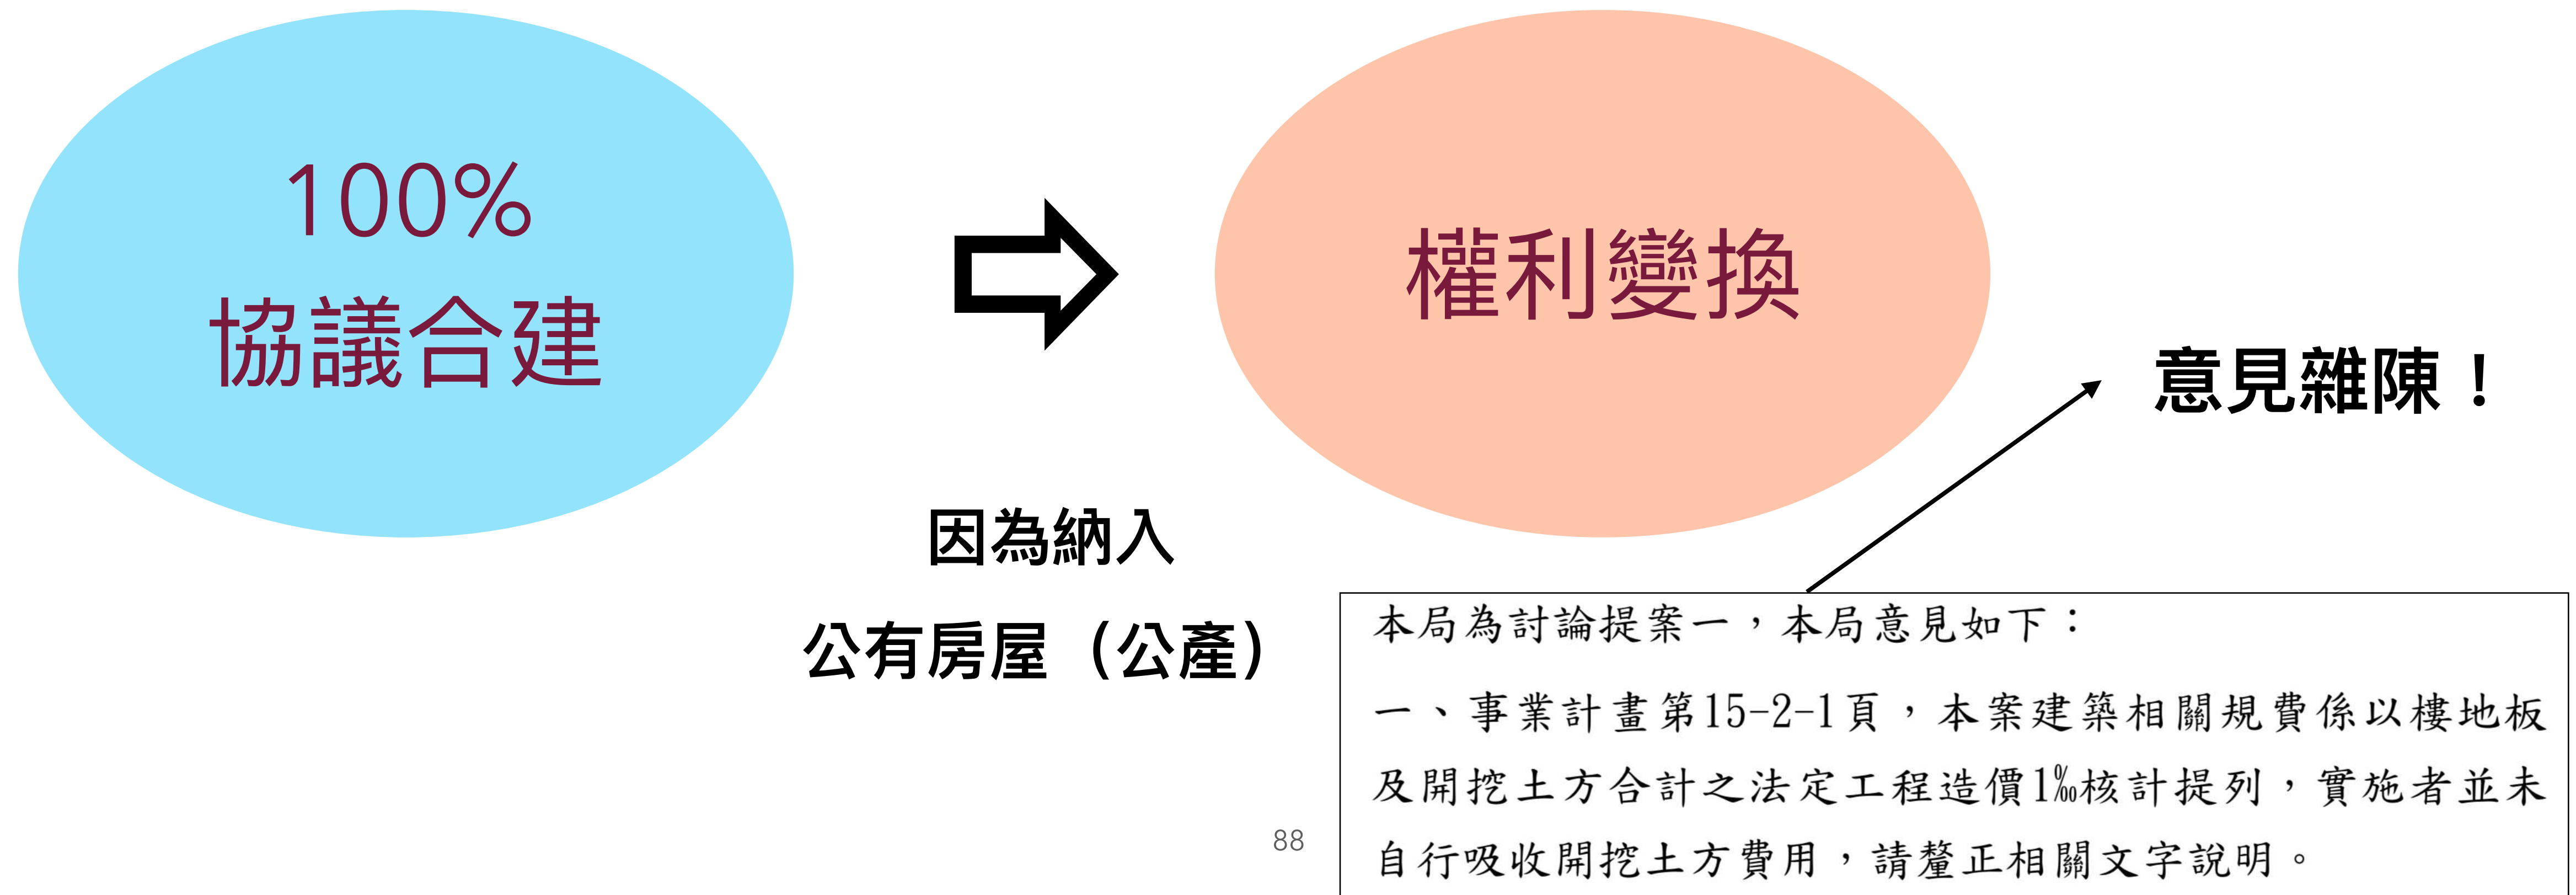 100%
協議合建
權利變換
意見雜陳！
因為納入
公有房屋（公產）
本局為討論提案一，本局意見如下：
一、事業計畫第15-2-1頁，本案建築相關規費係以樓地板
及開挖土方合計之法定工程造價1‰核計提列，實施者並未
自行吸收開挖土方費用，請釐正相關文字說明。
88